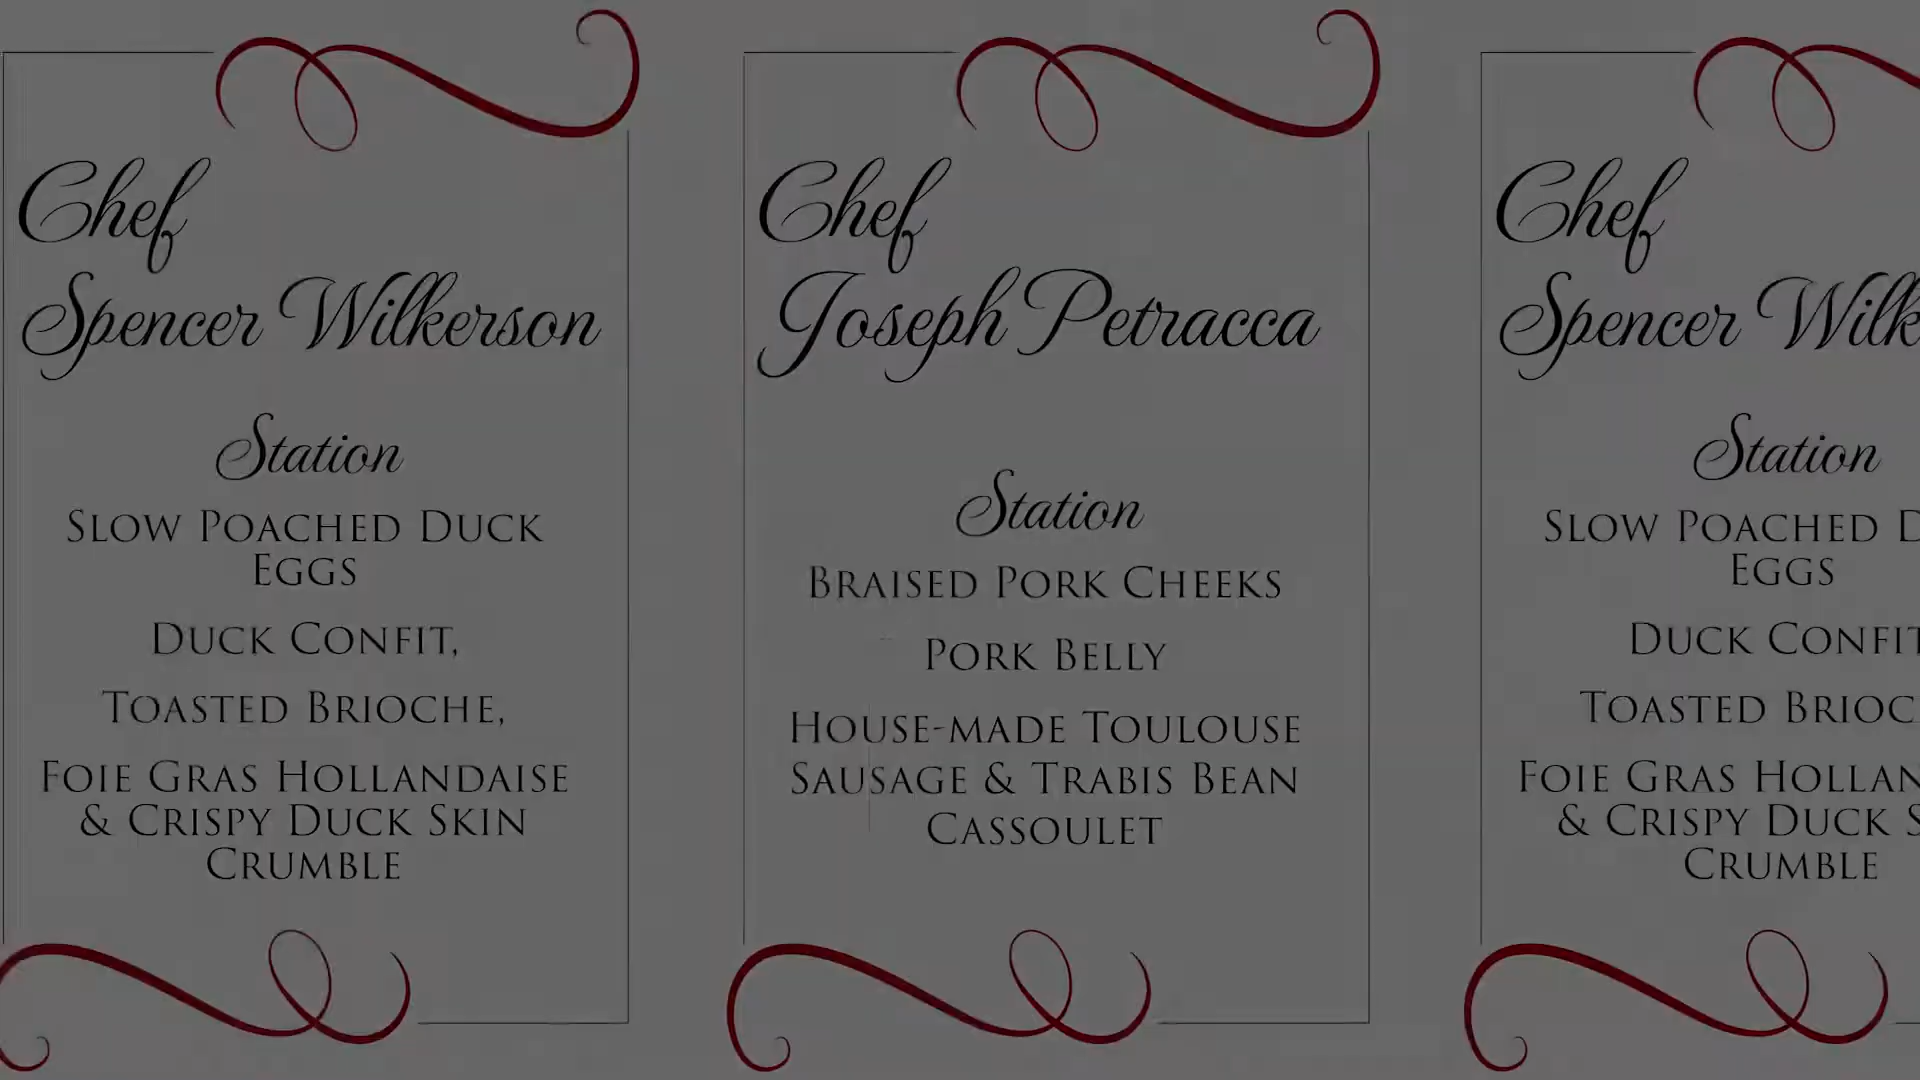 Chef
Spencer Wilkerson
Station
Slow Poached Duck
Eggs
Duck Confit,
Toasted Brioche,
Foie Gras Hollandaise
& Crispy Duck Skin
Crumble
Chef
Joseph Petracca
Station
Braised Pork Cheeks
Pork Belly
House-made Toulouse
Sausage & Trabis Bean
Cassoulet
Chef
Spencer Wilk
Station
Slow Poached D
Eggs
Duck Confit
Toasted Brioc
Foie Gras Hollan
& Crispy Duck S
Crumble